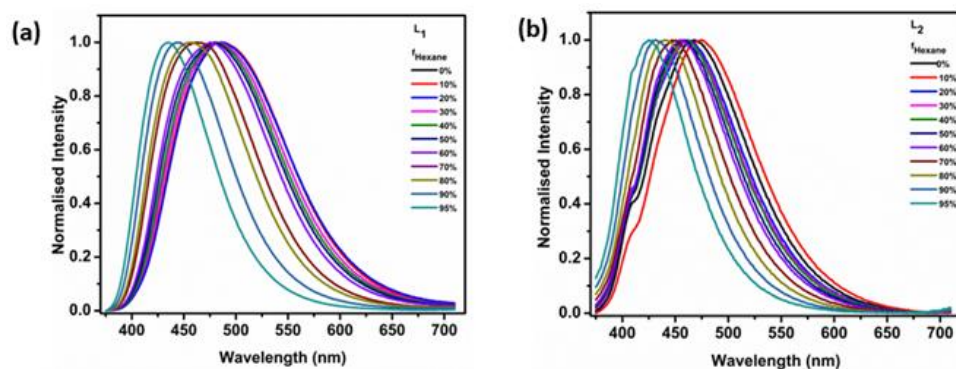 (a)
L1
fHexane
0%
10%
20%
30%
40%
50%
60%
70%
80%
90%
95%
Normalised Intensity
1.0
0.8
0.6
0.4
0.2
0.0
400 450 500 550 600 650 700
Wavelength (nm)
(b)
L2
fHexane
0%
10%
20%
30%
40%
50%
60%
70%
80%
90%
95%
Normalised Intensity
1.0
0.8
0.6
0.4
0.2
0.0
400 450 500 550 600 650 700
Wavelength (nm)